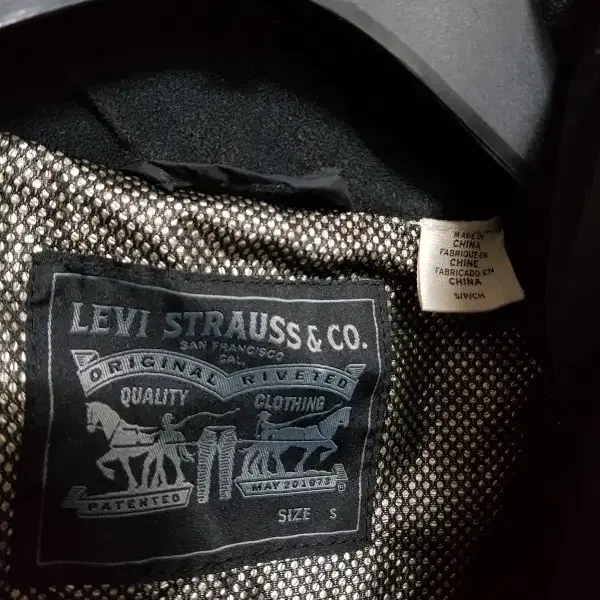 LEVI STRAUSS & CO.
SAN FRANCISCO
CAL.
ORIGINAL RIVETED
QUALITY CLOTHING
PATENTED MAY 20 1873
®
SIZE S
MADE IN
CHINA
FABRIQUE EN
CHINE
FABRICADO EN
CHINA
S/P/CH